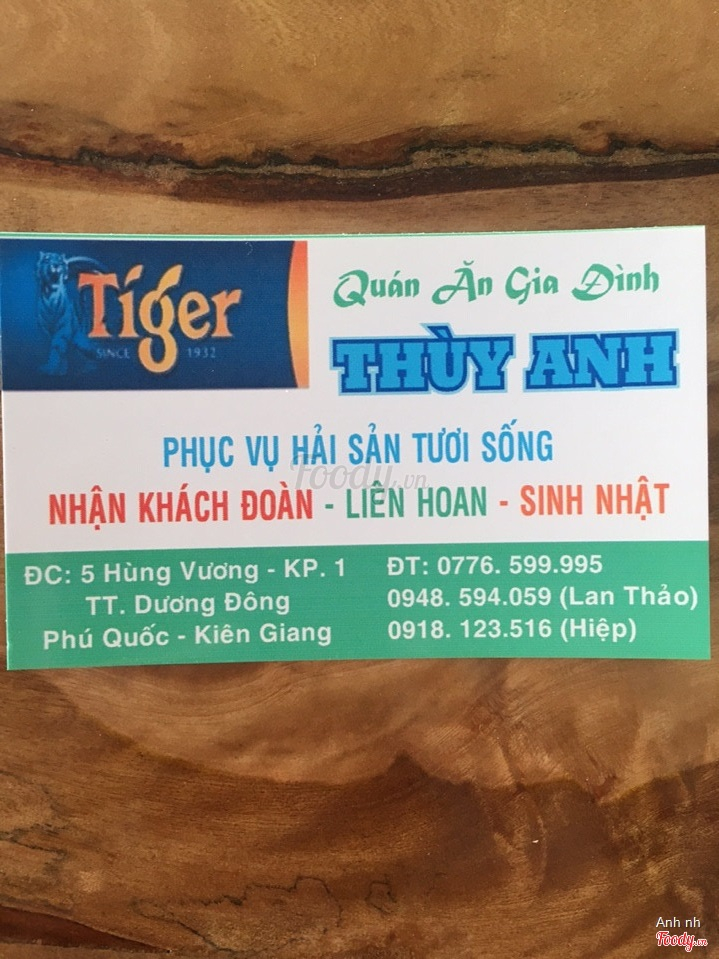 Tiger
SINCE 1932
Quán Ăn Gia Đình
THÙY ANH
PHỤC VỤ HẢI SẢN TƯƠI SỐNG
Foody.vn
NHẬN KHÁCH ĐOÀN - LIÊN HOAN - SINH NHẬT
ĐC: 5 Hùng Vương - KP. 1
TT. Dương Đông
Phú Quốc - Kiên Giang
ĐT: 0776. 599.995
0948. 594.059 (Lan Thảo)
0918. 123.516 (Hiệp)
Anh nh
Foody.vn